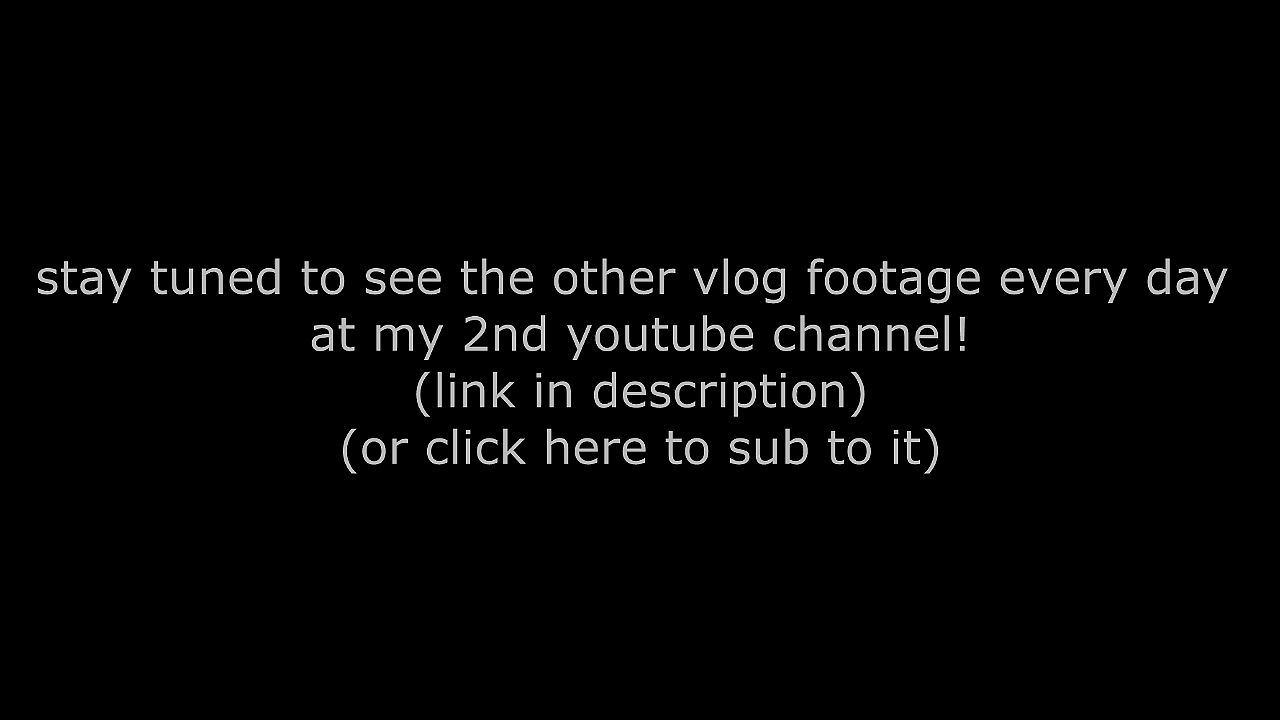 stay tuned to see the other vlog footage every day
at my 2nd youtube channel!
(link in description)
(or click here to sub to it)